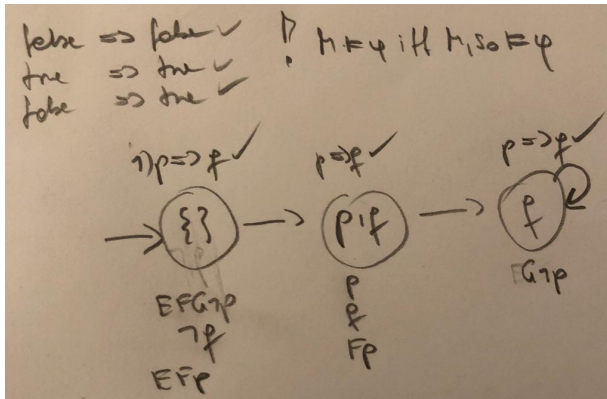 false => false ✓ ! M ⊨ φ iff M,s₀ ⊨ φ
true => true ✓
false => true ✓
1) p => q ✓ p => q ✓ p => q ✓
{} p,q q
EFG¬p p G¬p
¬q q
EFp Fp